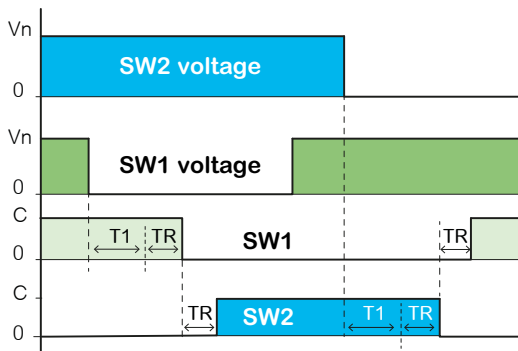 Vn
SW2 voltage
0
Vn
SW1 voltage
0
C
T1 TR SW1 TR
0
C
TR SW2 T1 TR
0